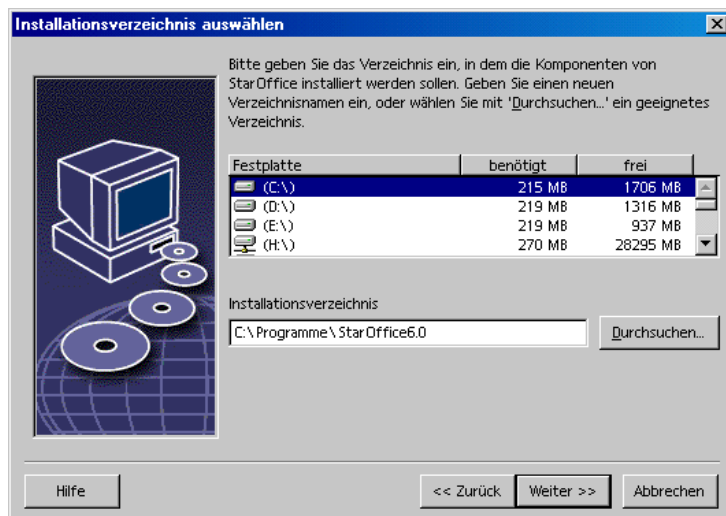 Installationsverzeichnis auswählen
Bitte geben Sie das Verzeichnis ein, in dem die Komponenten von
StarOffice installiert werden sollen. Geben Sie einen neuen
Verzeichnisnamen ein, oder wählen Sie mit 'Durchsuchen...' ein geeignetes
Verzeichnis.
Festplatte benötigt frei
(C:\) 215 MB 1706 MB
(D:\) 219 MB 1316 MB
(E:\) 219 MB 937 MB
(H:\) 270 MB 28295 MB
Installationsverzeichnis
C:\Programme\StarOffice6.0 Durchsuchen...
Hilfe << Zurück Weiter >> Abbrechen